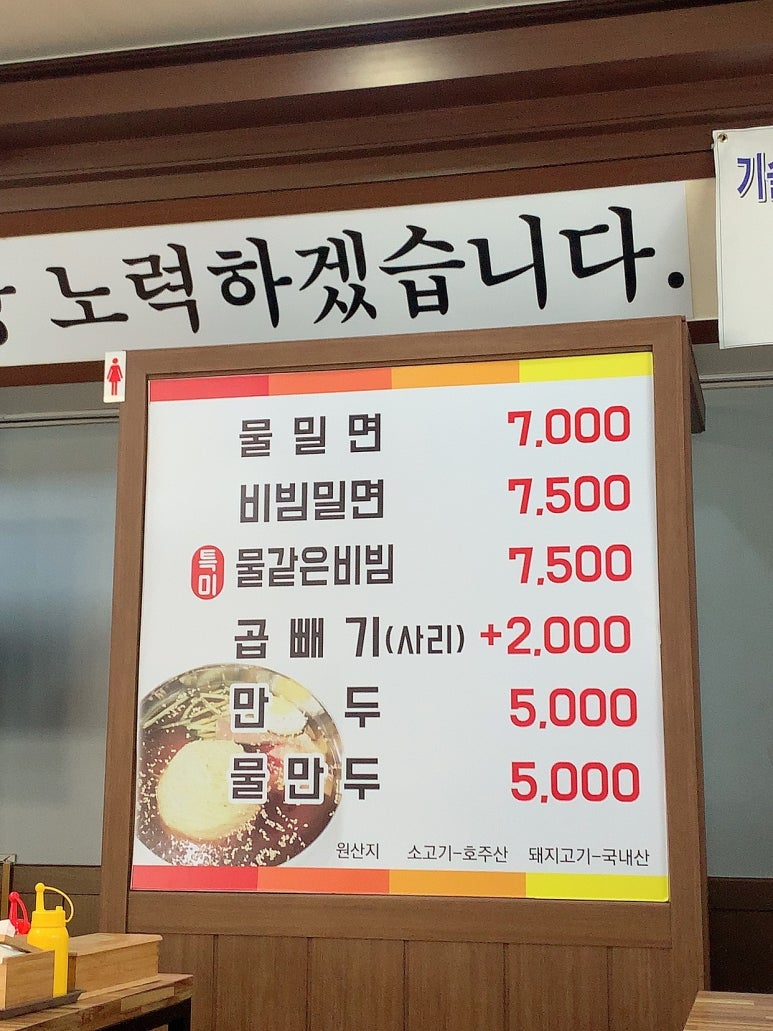 노력하겠습니다.
물밀면 7,000
비빔밀면 7,500
특미 물같은비빔 7,500
곱빼기(사리) +2,000
만두 5,000
물만두 5,000
원산지 소고기-호주산 돼지고기-국내산